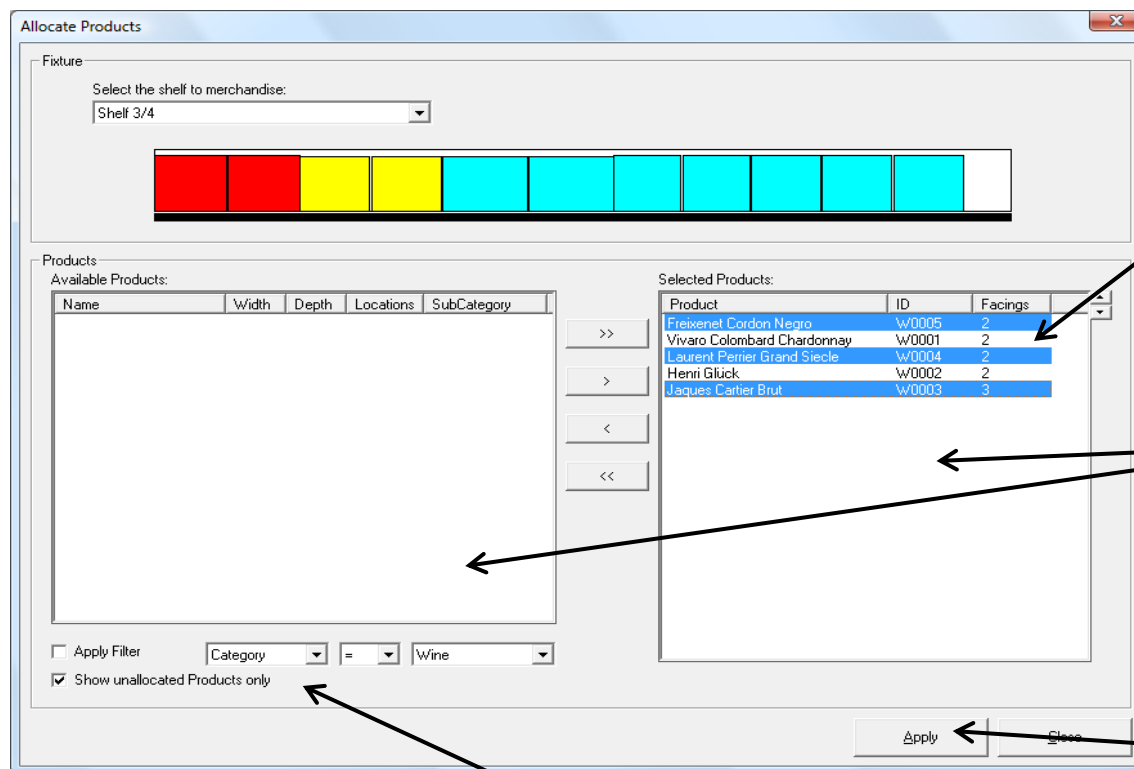 Allocate Products
Fixture
Select the shelf to merchandise:
Shelf 3/4
Products
Available Products:
Name Width Depth Locations SubCategory
>>
>
<
<<
Selected Products:
Product ID Facings
Freixenet Cordon Negro W0005 2
Vivaro Colombard Chardonnay W0001 2
Laurent Perrier Grand Siecle W0004 2
Henri Glück W0002 2
Jaques Cartier Brut W0003 3
Apply Filter Category = Wine
Show unallocated Products only
Apply Close